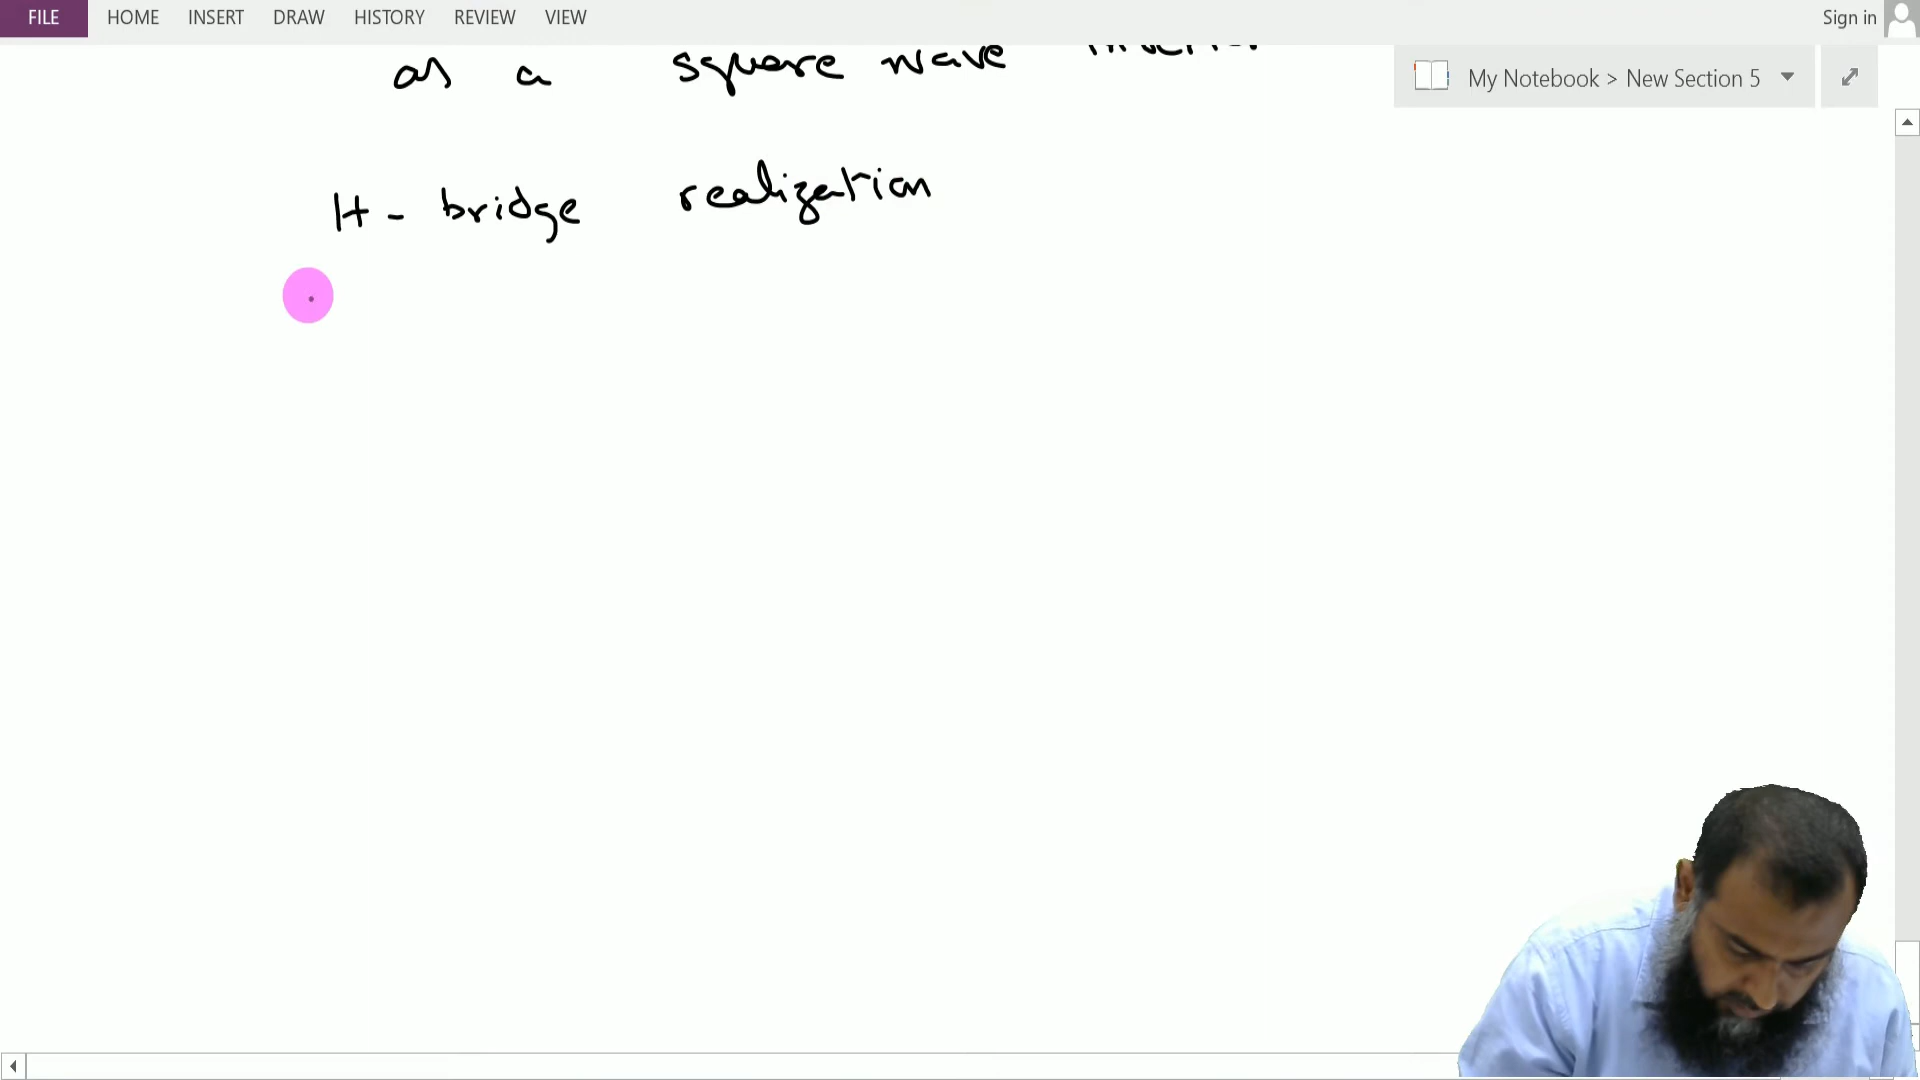 FILE HOME INSERT DRAW HISTORY REVIEW VIEW Sign in
as a square wave
My Notebook > New Section 5
H - bridge realization